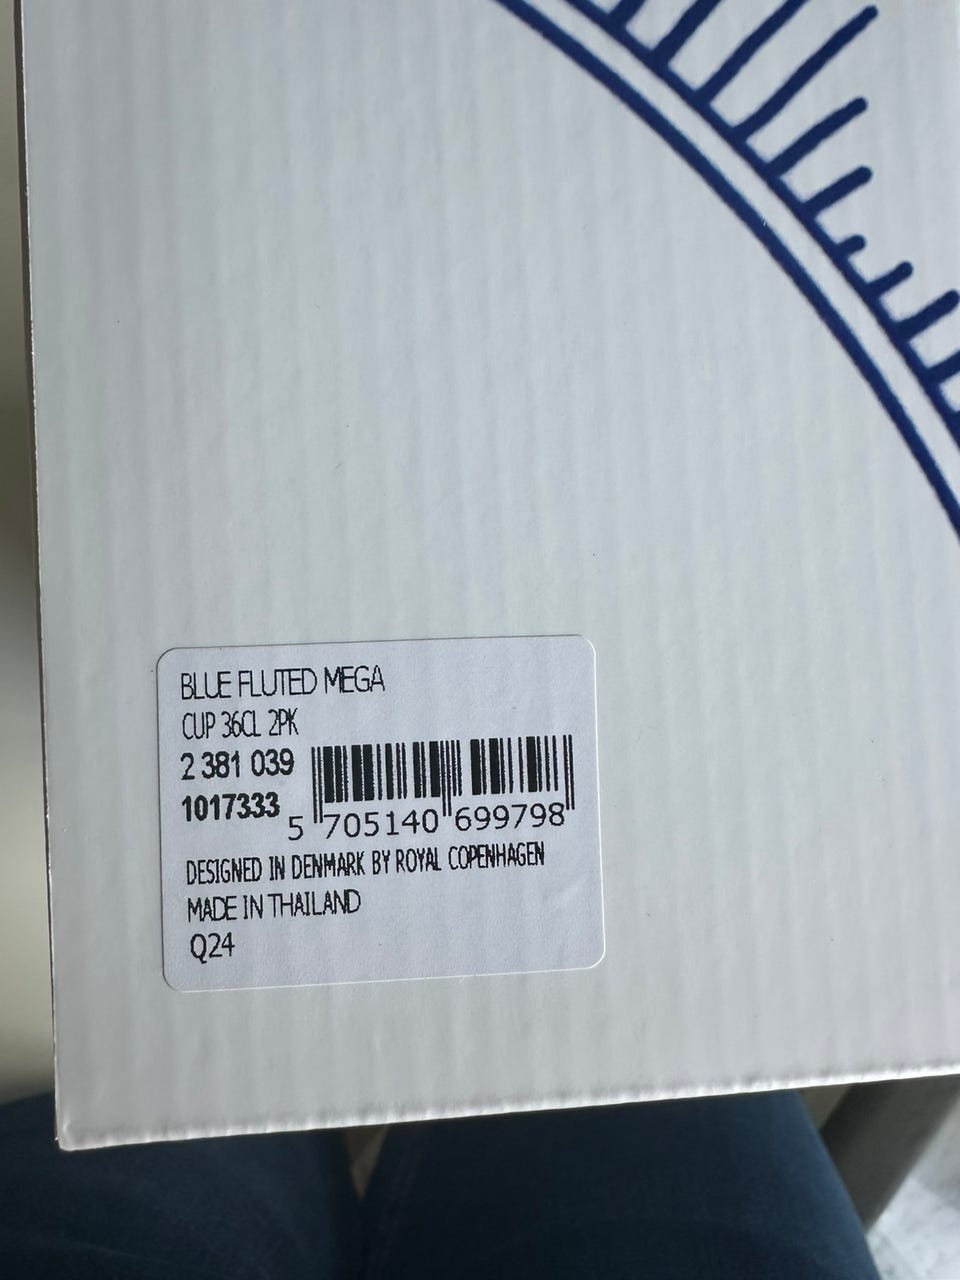 BLUE FLUTED MEGA
CUP 36CL 2PK
2 381 039
1017333
5 705140 699798
DESIGNED IN DENMARK BY ROYAL COPENHAGEN
MADE IN THAILAND
Q24